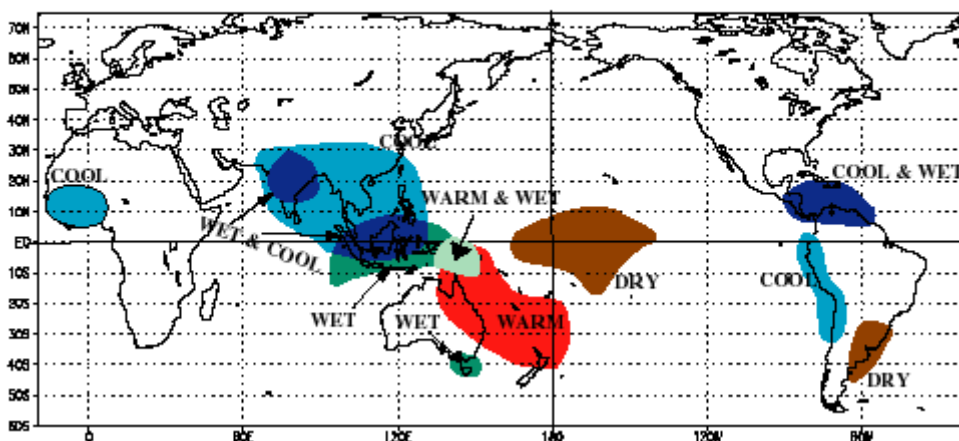 70N
60N
50N
40N
30N
COOL
COOL
20N
COOL & WET
WARM & WET
10N
WET & COOL
EQ
10S
DRY
COOL
20S
WET
WET
WARM
30S
40S
DRY
50S
60S
0
60E
120E
180
120W
60W